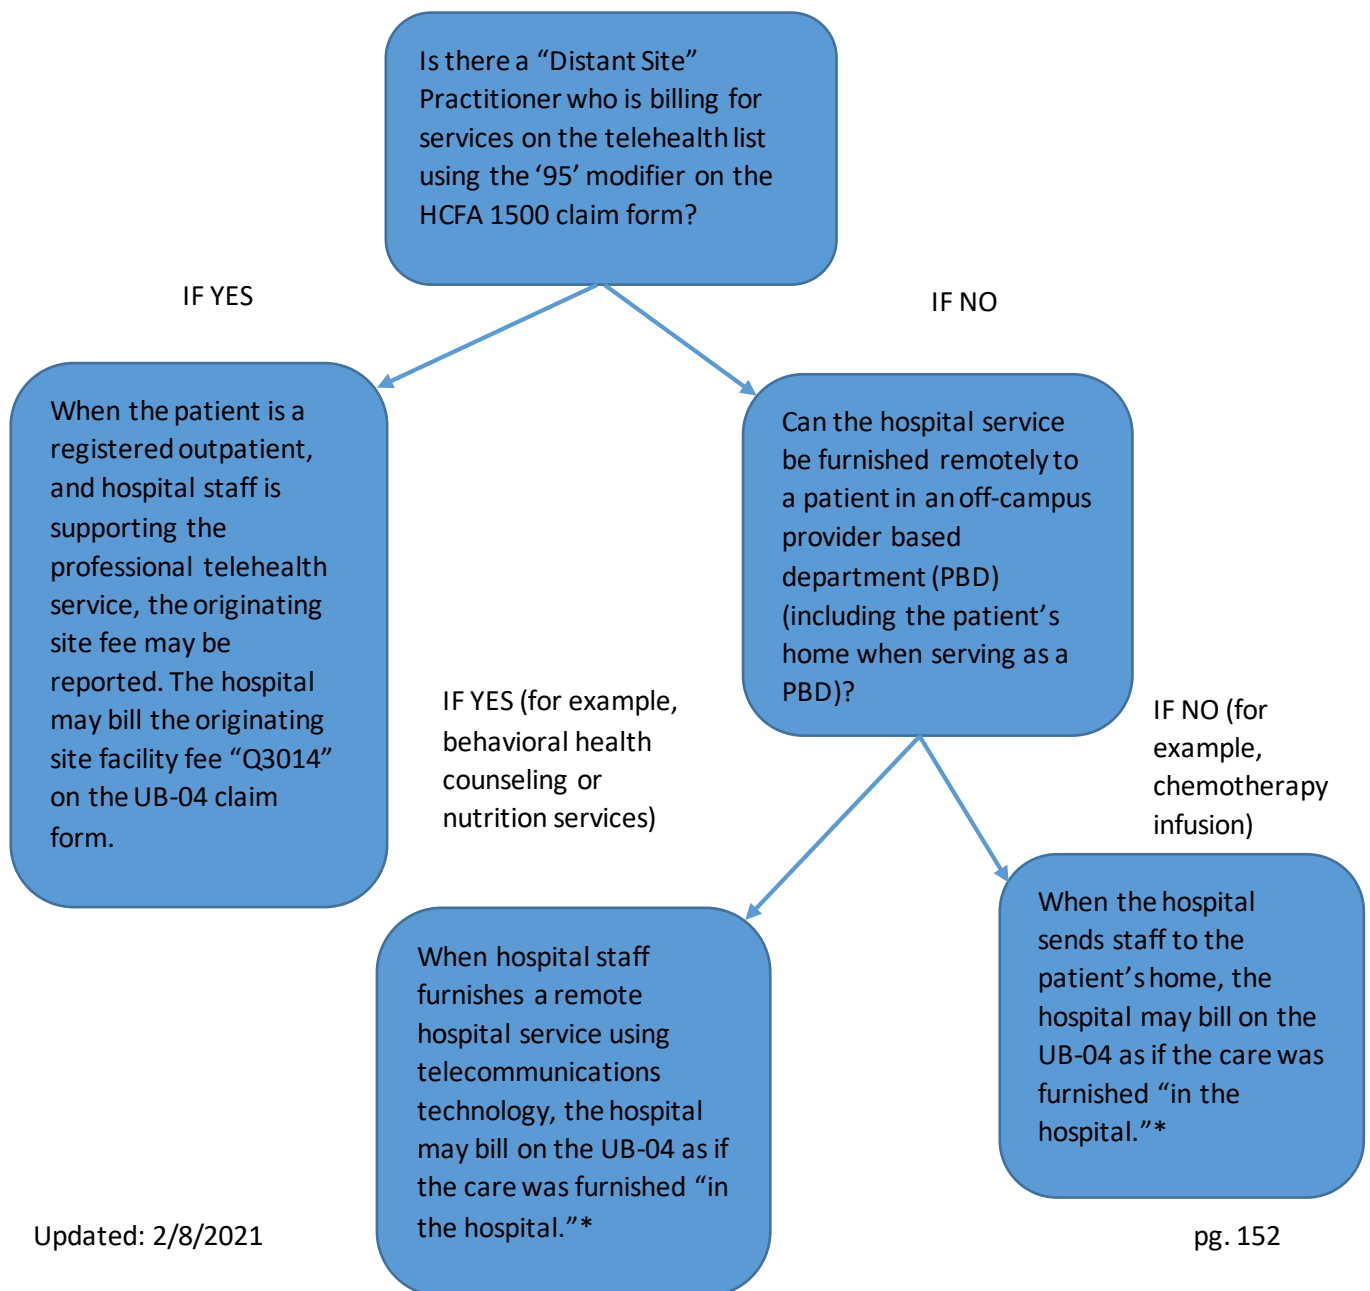 Is there a “Distant Site”
Practitioner who is billing for
services on the telehealth list
using the ‘95’ modifier on the
HCFA 1500 claim form?
IF YES
IF NO
When the patient is a
registered outpatient,
and hospital staff is
supporting the
professional telehealth
service, the originating
site fee may be
reported. The hospital
may bill the originating
site facility fee “Q3014”
on the UB-04 claim
form.
Can the hospital service
be furnished remotely to
a patient in an off-campus
provider based
department (PBD)
(including the patient’s
home when serving as a
PBD)?
IF YES (for example,
behavioral health
counseling or
nutrition services)
IF NO (for
example,
chemotherapy
infusion)
When hospital staff
furnishes a remote
hospital service using
telecommunications
technology, the hospital
may bill on the UB-04 as if
the care was furnished “in
the hospital.”*
When the hospital
sends staff to the
patient’s home, the
hospital may bill on the
UB-04 as if the care was
furnished “in the
hospital.”*
Updated: 2/8/2021
pg. 152